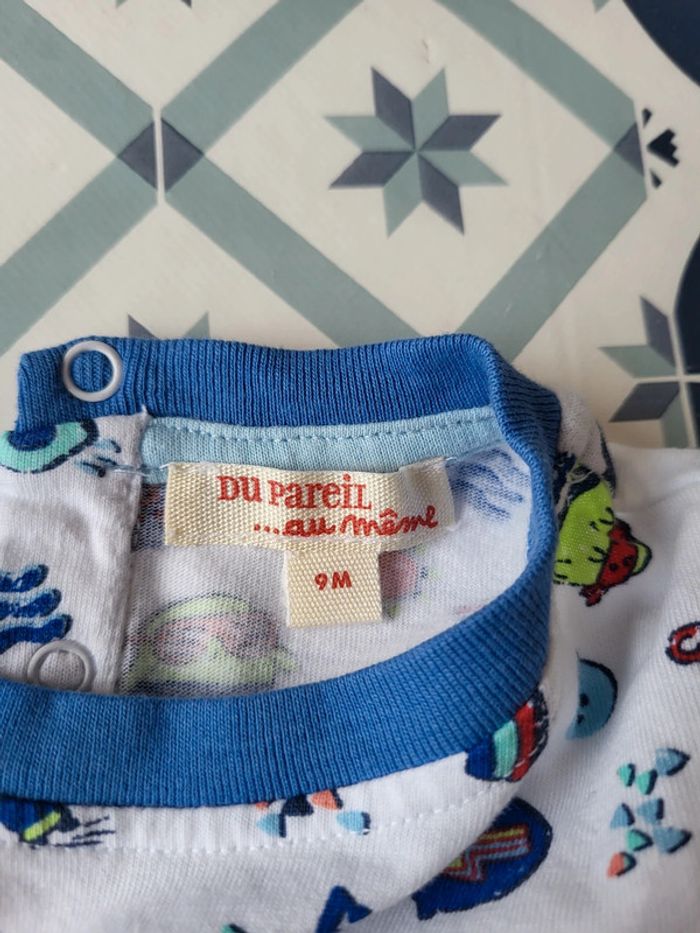 DU PAREIL
...au même
9M